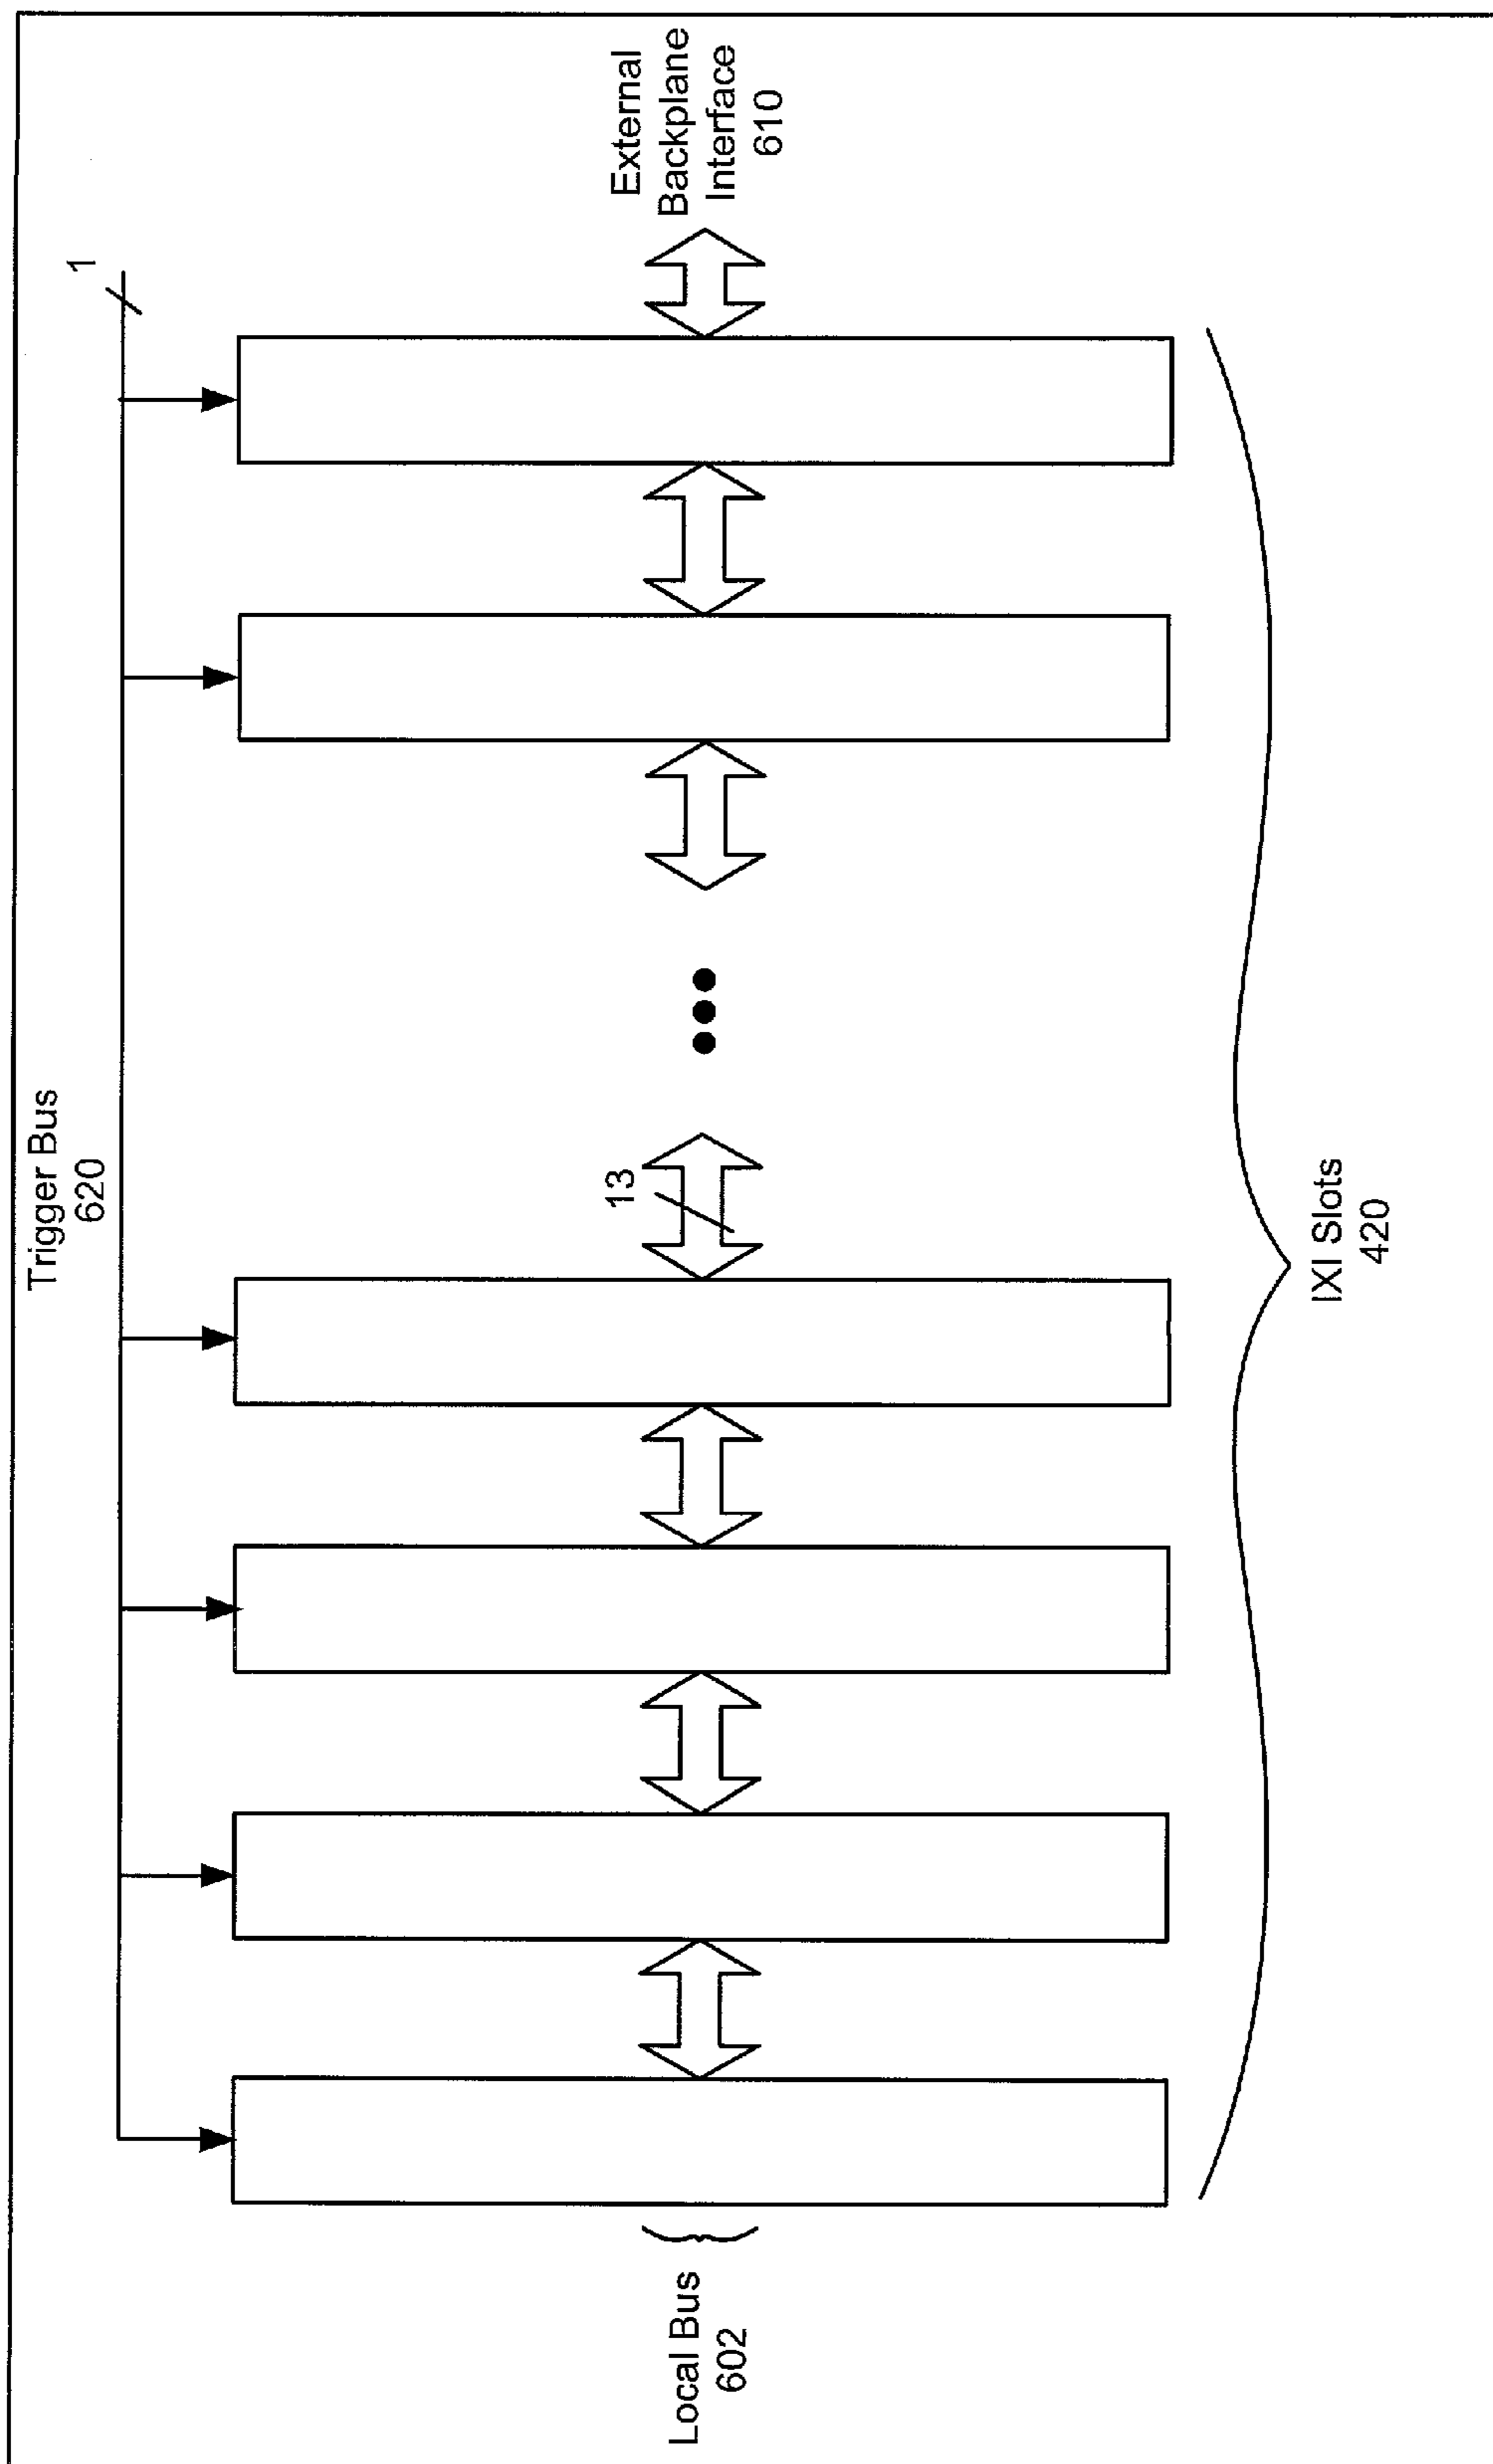 Trigger Bus
620
1
External
Backplane
Interface
610
13
Local Bus
602
IXI Slots
420